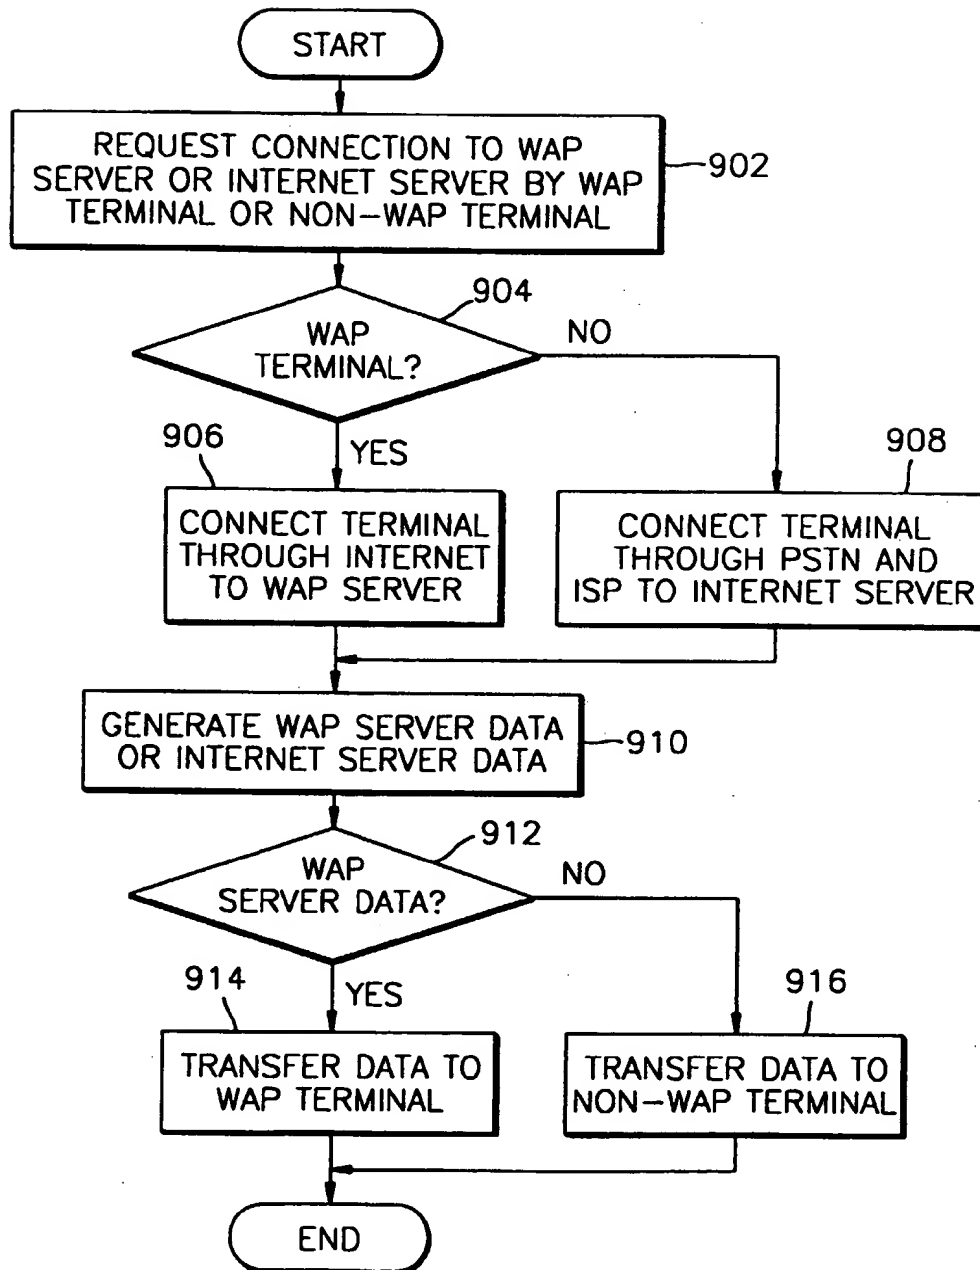 START
REQUEST CONNECTION TO WAP
SERVER OR INTERNET SERVER BY WAP
TERMINAL OR NON-WAP TERMINAL
902
904
WAP
TERMINAL?
NO
YES
906
CONNECT TERMINAL
THROUGH INTERNET
TO WAP SERVER
908
CONNECT TERMINAL
THROUGH PSTN AND
ISP TO INTERNET SERVER
GENERATE WAP SERVER DATA
OR INTERNET SERVER DATA
910
912
WAP
SERVER DATA?
NO
YES
914
TRANSFER DATA TO
WAP TERMINAL
916
TRANSFER DATA TO
NON-WAP TERMINAL
END